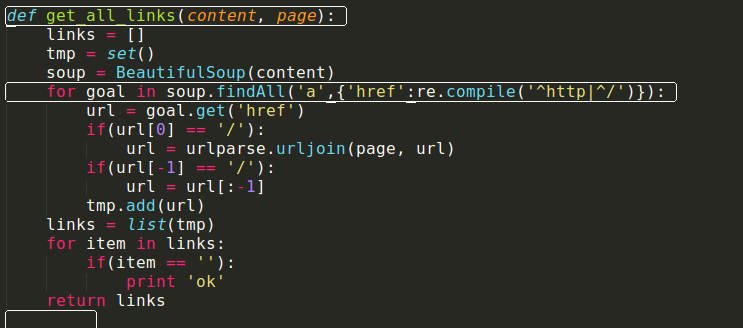 def get_all_links(content, page):
    links = []
    tmp = set()
    soup = BeautifulSoup(content)
    for goal in soup.findAll('a',{'href':re.compile('^http|^/')}):
        url = goal.get('href')
        if(url[0] == '/'):
            url = urlparse.urljoin(page, url)
        if(url[-1] == '/'):
            url = url[:-1]
        tmp.add(url)
    links = list(tmp)
    for item in links:
        if(item == ''):
            print 'ok'
    return links